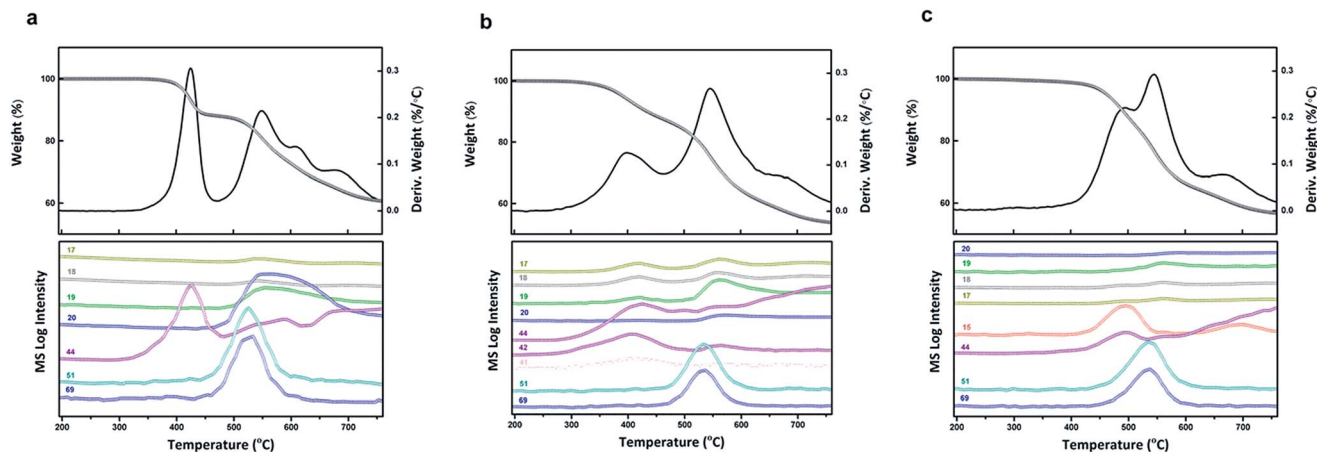 a
b
c
Weight (%)
100
80
60
0.3
0.2
0.1
0.0
Deriv. Weight (%/°C)
Weight (%)
100
80
60
0.3
0.2
0.1
0.0
Deriv. Weight (%/°C)
Weight (%)
100
80
60
0.3
0.2
0.1
0.0
Deriv. Weight (%/°C)
MS Log Intensity
17
18
19
20
44
51
69
200 300 400 500 600 700
Temperature (°C)
MS Log Intensity
17
18
19
44
20
42
41
51
69
200 300 400 500 600 700
Temperature (°C)
MS Log Intensity
20
19
18
17
15
44
51
69
200 300 400 500 600 700
Temperature (°C)